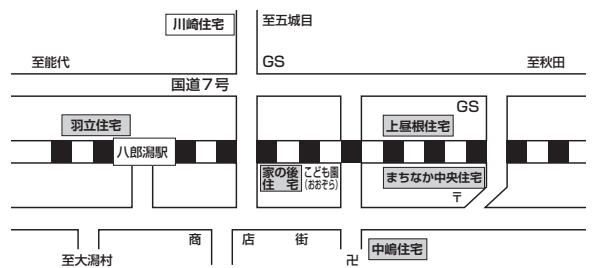 川崎住宅
至五城目
至能代
GS
至秋田
国道7号
GS
羽立住宅
上昼根住宅
八郎潟駅
家の後
住宅
こども園
(おおぞら)
まちなか中央住宅
〒
商店街
卍
中嶋住宅
至大潟村